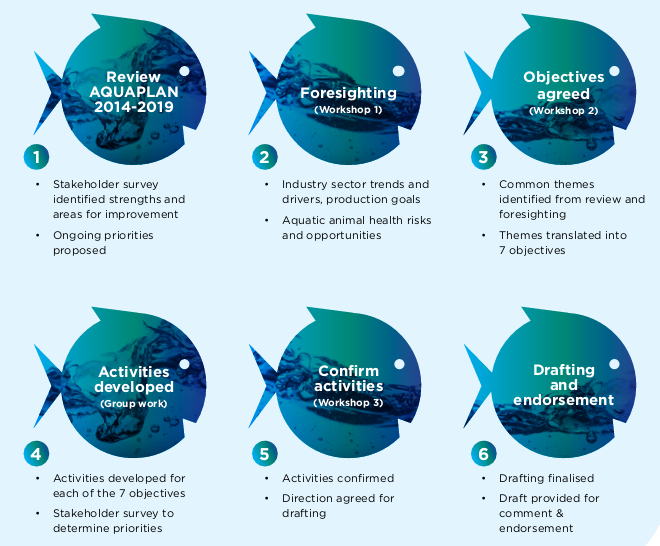 Review
AQUAPLAN
2014-2019
1
• Stakeholder survey
identified strengths and
areas for improvement
• Ongoing priorities
proposed
Foresighting
(Workshop 1)
2
• Industry sector trends and
drivers, production goals
• Aquatic animal health risks
and opportunities
Objectives
agreed
(Workshop 2)
3
• Common themes
identified from review and
foresighting
• Themes translated into
7 objectives
Activities
developed
(Group work)
4
• Activities developed for
each of the 7 objectives
• Stakeholder survey to
determine priorities
Confirm
activities
(Workshop 3)
5
• Activities confirmed
• Direction agreed for
drafting
Drafting
and
endorsement
6
• Drafting finalised
• Draft provided for
comment &
endorsement